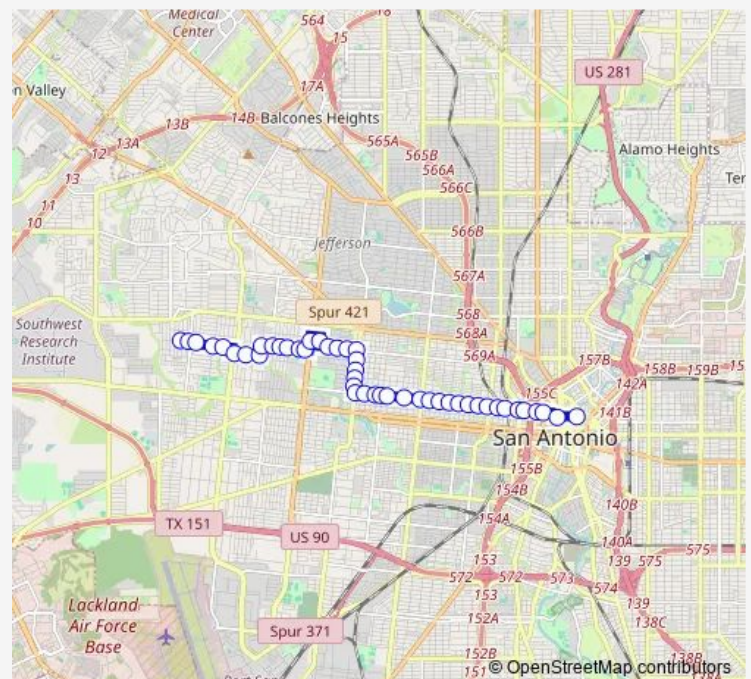 Medical
Center
564
15
18
US 281
n Valley
17A
13B
14B
Balcones Heights
565A
12
13A
565B
Alamo Heights
566A
13
566C
Ter
11
10
566B
Jefferson
567A
Spur 421
568
Southwest
Research
Institute
568A
569A
157B
158B
159B
15
142A
155C
141B
San Antonio
155B
154B
140B
TX 151
154A
US 90
140A
153
139
575
575
572
572
573
574
Lackland
Air Force
Base
153
139
152A
138C
Spur 371
152B
151
© OpenStreetMap contributors